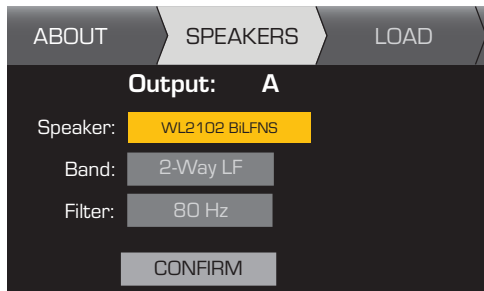 ABOUT SPEAKERS LOAD
Output: A
Speaker: WL2102 BiLFNS
Band: 2-Way LF
Filter: 80 Hz
CONFIRM